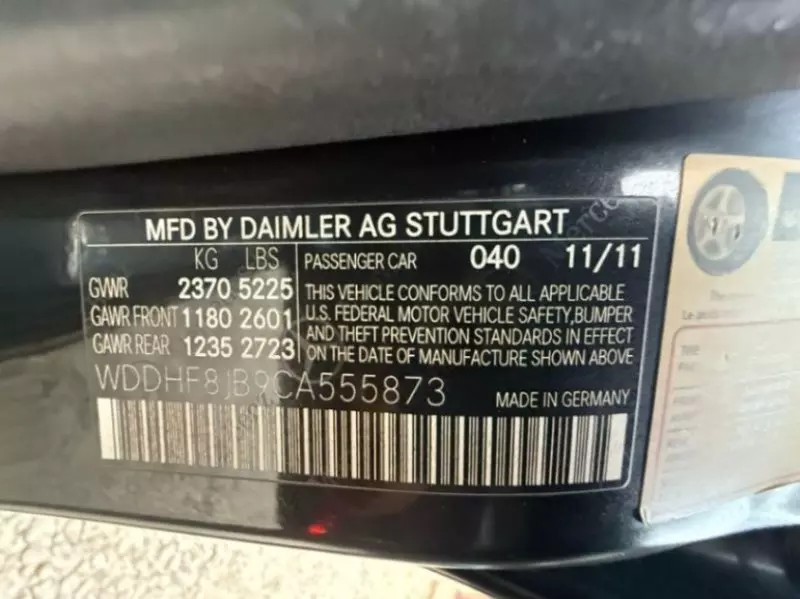 MFD BY DAIMLER AG STUTTGART
KG LBS
GVWR 2370 5225
GAWR FRONT 1180 2601
GAWR REAR 1235 2723
PASSENGER CAR 040 11/11
THIS VEHICLE CONFORMS TO ALL APPLICABLE
U.S. FEDERAL MOTOR VEHICLE SAFETY, BUMPER
AND THEFT PREVENTION STANDARDS IN EFFECT
ON THE DATE OF MANUFACTURE SHOWN ABOVE
WDDHF8JB9CA555873
MADE IN GERMANY
The
Le